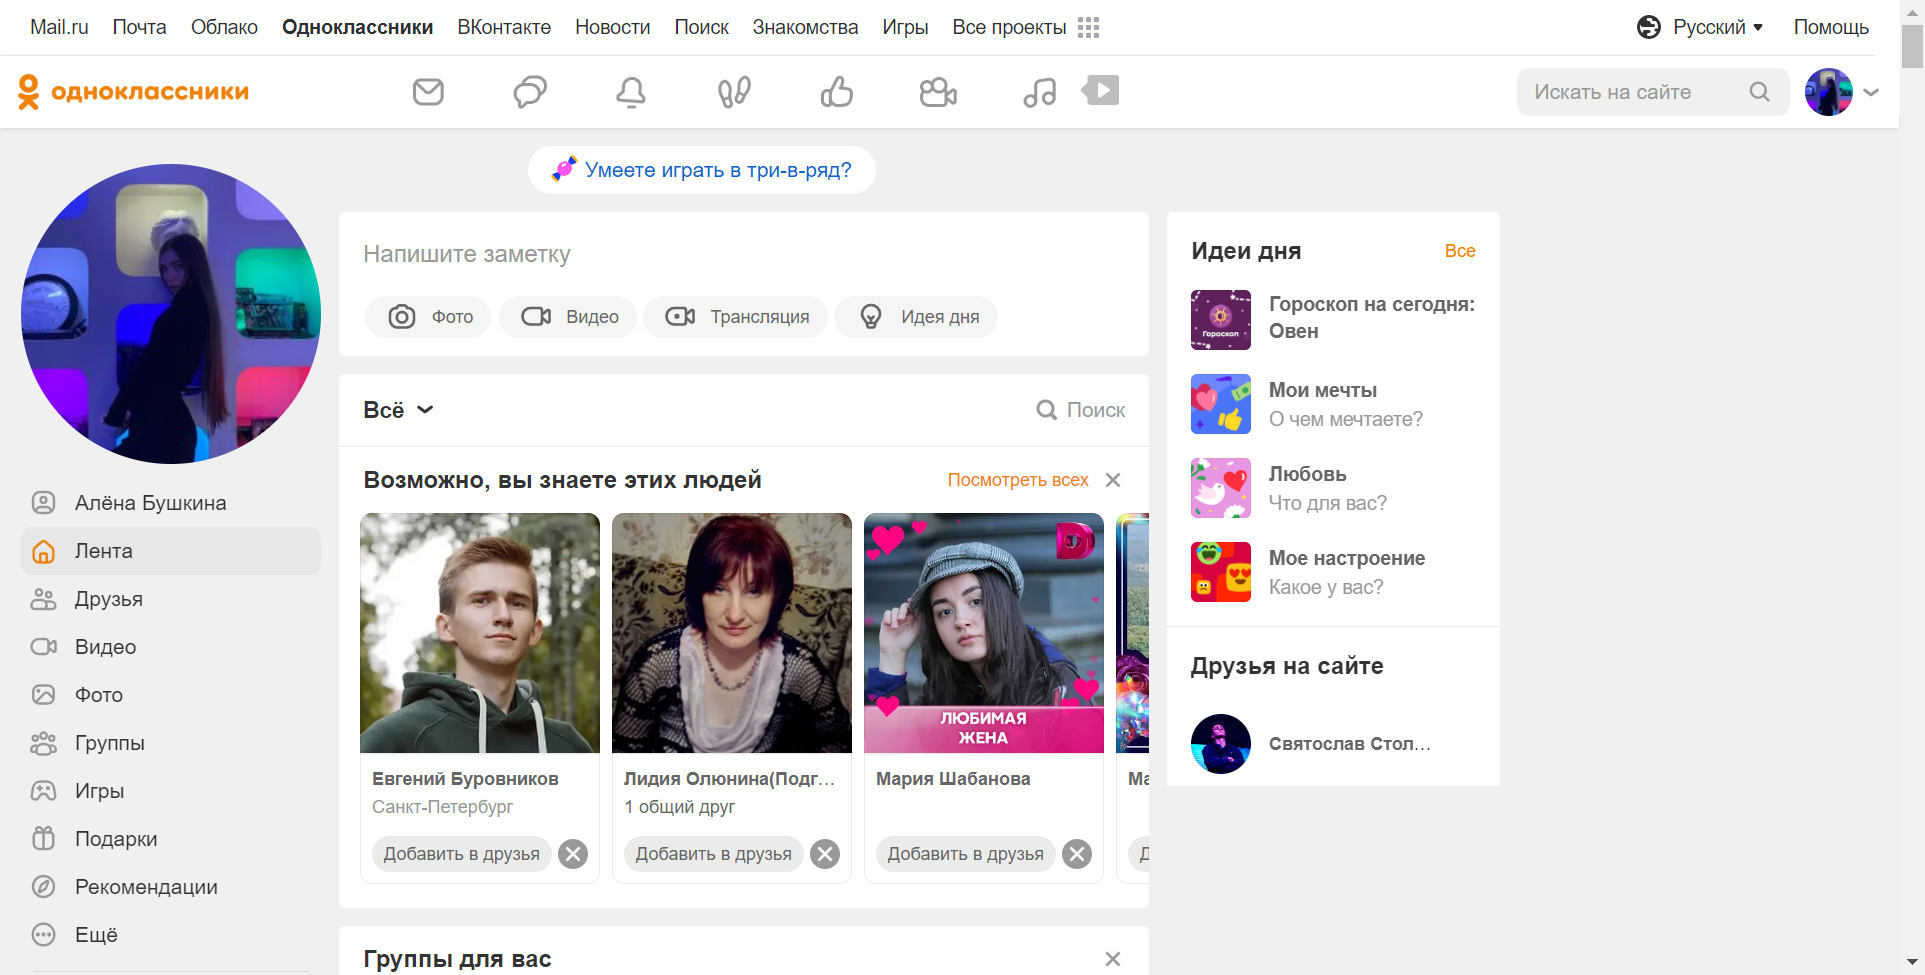 Mail.ru Почта Облако Одноклассники ВКонтакте Новости Поиск Знакомства Игры Все проекты Русский Помощь
одноклассники Искать на сайте
Умеете играть в три-в-ряд?
Напишите заметку
Фото Видео Трансляция Идея дня
Всё Поиск
Возможно, вы знаете этих людей Посмотреть всех
ЛЮБИМАЯ
ЖЕНА
Евгений Буровников
Санкт-Петербург
Добавить в друзья
Лидия Олюнина(Подг...
1 общий друг
Добавить в друзья
Мария Шабанова
Добавить в друзья
Группы для вас
Алёна Бушкина
Лента
Друзья
Видео
Фото
Группы
Игры
Подарки
Рекомендации
Ещё
Идеи дня Все
Гороскоп
Гороскоп на сегодня:
Овен
Мои мечты
О чем мечтаете?
Любовь
Что для вас?
Мое настроение
Какое у вас?
Друзья на сайте
Святослав Стол...